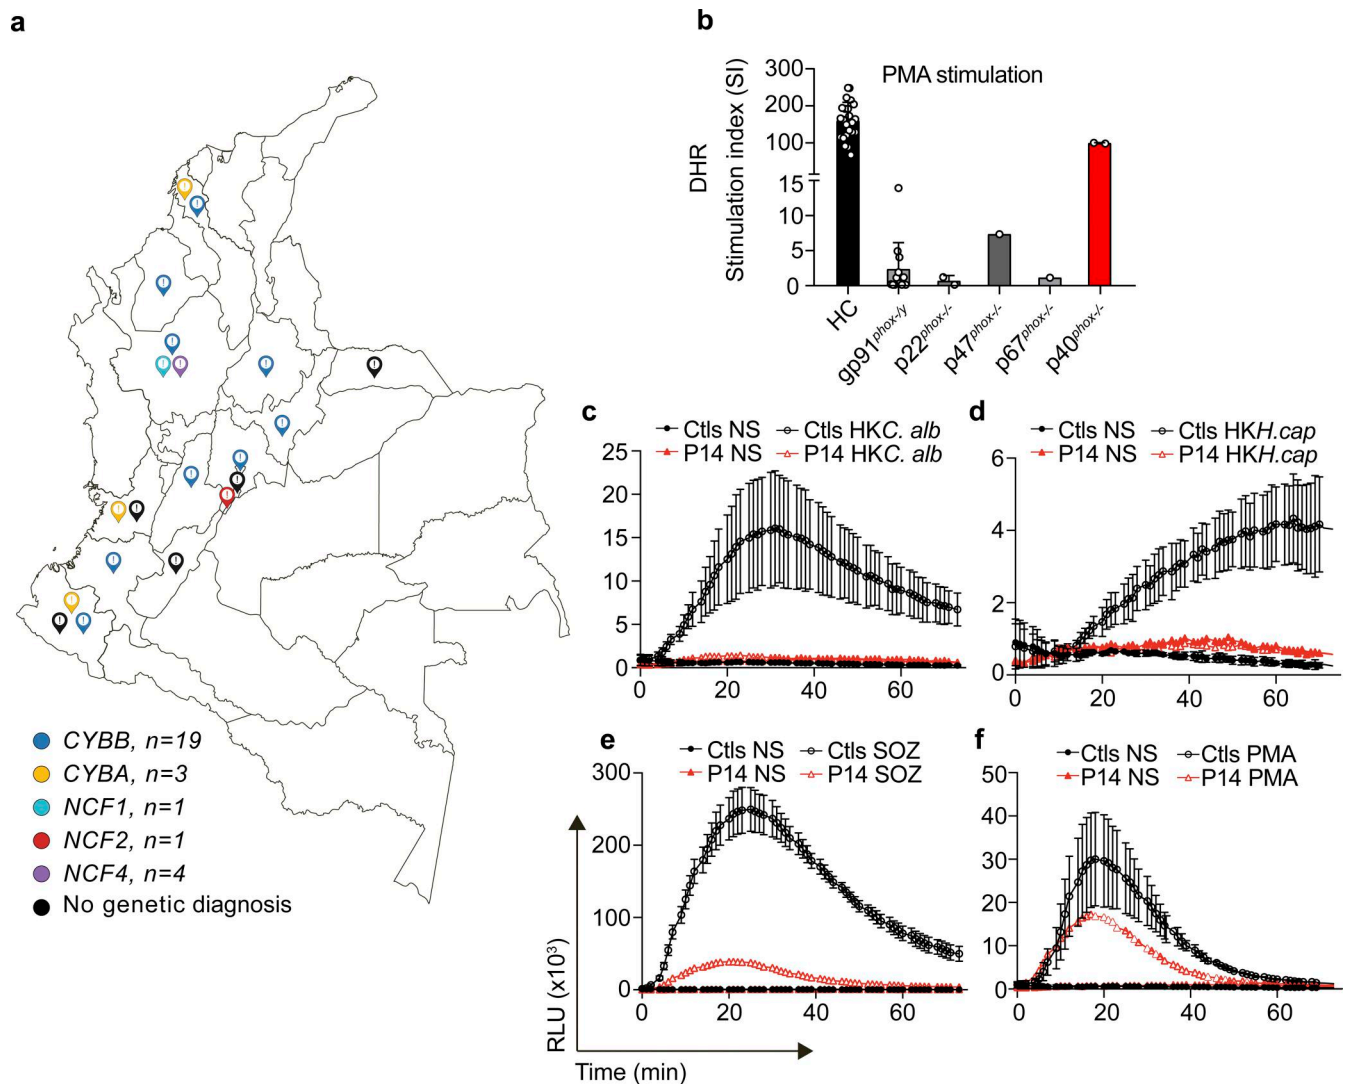 a
CYBB, n=19
CYBA, n=3
NCF1, n=1
NCF2, n=1
NCF4, n=4
No genetic diagnosis
b
PMA stimulation
DHR
Stimulation index (SI)
300
200
100
15
10
5
0
HC
gp91phox-/y
p22phox-/-
p47phox-/-
p67phox-/-
p40phox-/-
c
Ctls NS
Ctls HKC. alb
P14 NS
P14 HKC. alb
25
20
15
10
5
0
0 20 40 60
d
Ctls NS
Ctls HKH.cap
P14 NS
P14 HKH.cap
6
4
2
0
0 20 40 60
e
Ctls NS
Ctls SOZ
P14 NS
P14 SOZ
300
200
100
0
0 20 40 60
RLU (x10³)
Time (min)
f
Ctls NS
Ctls PMA
P14 NS
P14 PMA
50
40
30
20
10
0
0 20 40 60